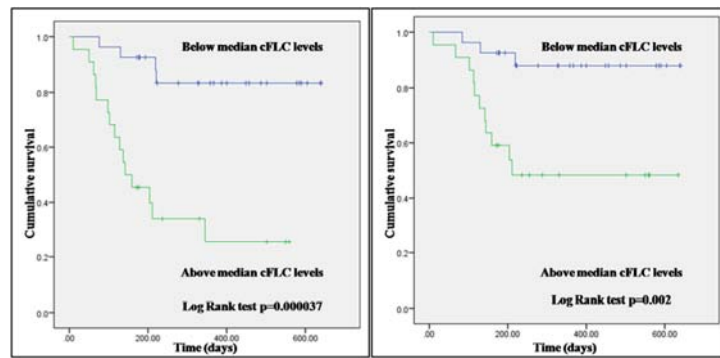 Below median cFLC levels
Above median cFLC levels
Log Rank test p=0.000037
Cumulative survival
1.0
0.8
0.6
0.4
0.2
0.0
.00
200.00
400.00
600.00
Time (days)
Below median cFLC levels
Above median cFLC levels
Log Rank test p=0.002
Cumulative survival
1.0
0.8
0.6
0.4
0.2
0.0
.00
200.00
400.00
600.00
Time (days)